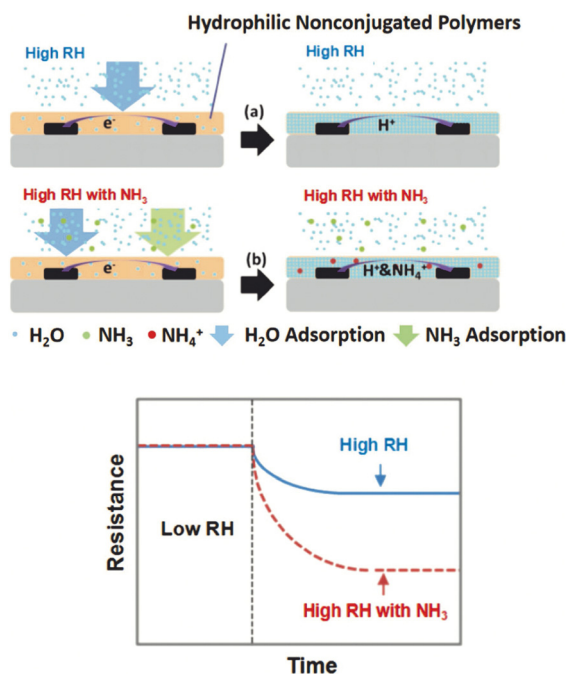 Hydrophilic Nonconjugated Polymers
High RH
High RH
(a)
e⁻
H⁺
High RH with NH₃
High RH with NH₃
(b)
e⁻
H⁺&NH₄⁺
H₂O NH₃ NH₄⁺ H₂O Adsorption NH₃ Adsorption
High RH
Low RH
High RH with NH₃
Resistance
Time